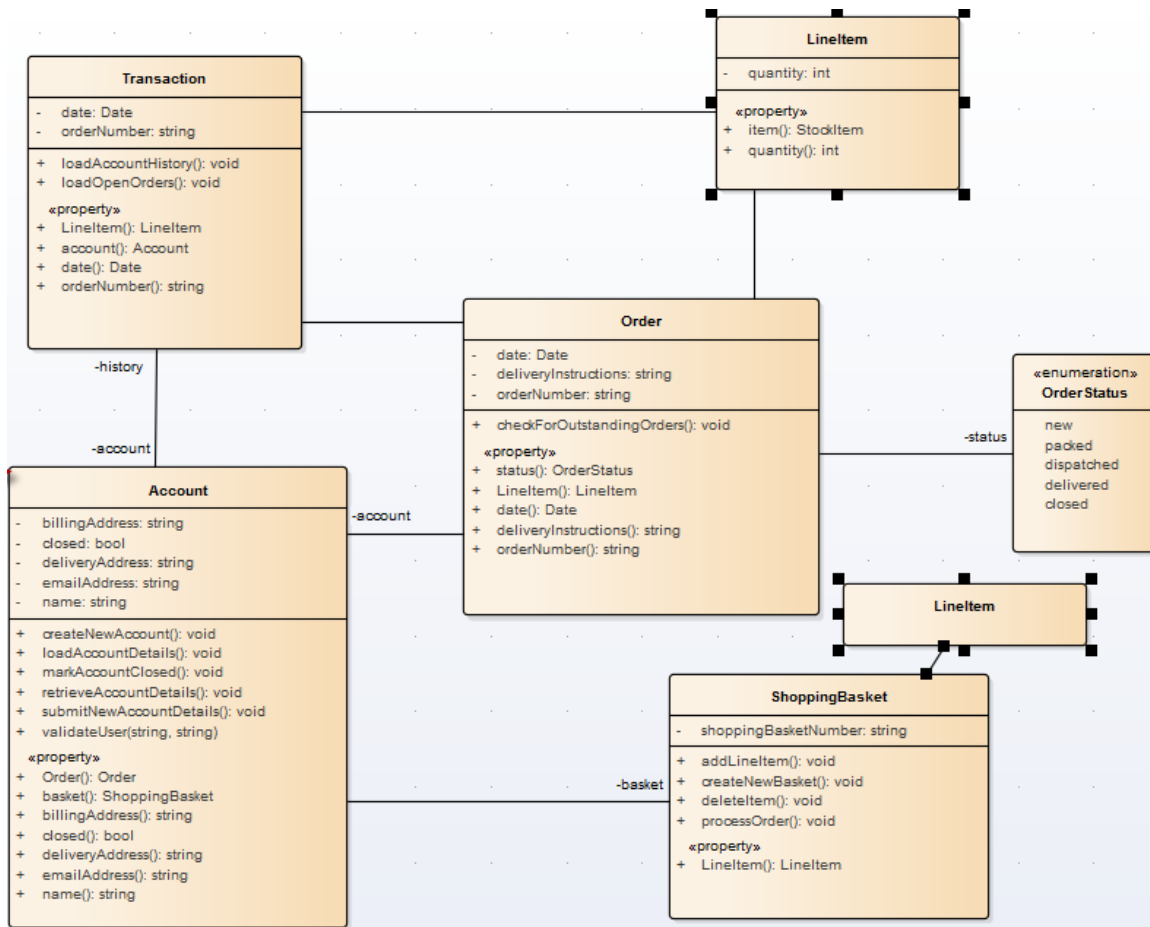 LineItem
- quantity: int
«property»
+ item(): StockItem
+ quantity(): int
Transaction
- date: Date
- orderNumber: string
+ loadAccountHistory(): void
+ loadOpenOrders(): void
«property»
+ LineItem(): LineItem
+ account(): Account
+ date(): Date
+ orderNumber(): string
-history
-account
Order
- date: Date
- deliveryInstructions: string
- orderNumber: string
+ checkForOutstandingOrders(): void
«property»
+ status(): OrderStatus
+ LineItem(): LineItem
+ date(): Date
+ deliveryInstructions(): string
+ orderNumber(): string
-status
«enumeration»
OrderStatus
new
packed
dispatched
delivered
closed
Account
- billingAddress: string
- closed: bool
- deliveryAddress: string
- emailAddress: string
- name: string
+ createNewAccount(): void
+ loadAccountDetails(): void
+ markAccountClosed(): void
+ retrieveAccountDetails(): void
+ submitNewAccountDetails(): void
+ validateUser(string, string)
«property»
+ Order(): Order
+ basket(): ShoppingBasket
+ billingAddress(): string
+ closed(): bool
+ deliveryAddress(): string
+ emailAddress(): string
+ name(): string
-account
-basket
LineItem
ShoppingBasket
- shoppingBasketNumber: string
+ addLineItem(): void
+ createNewBasket(): void
+ deleteItem(): void
+ processOrder(): void
«property»
+ LineItem(): LineItem